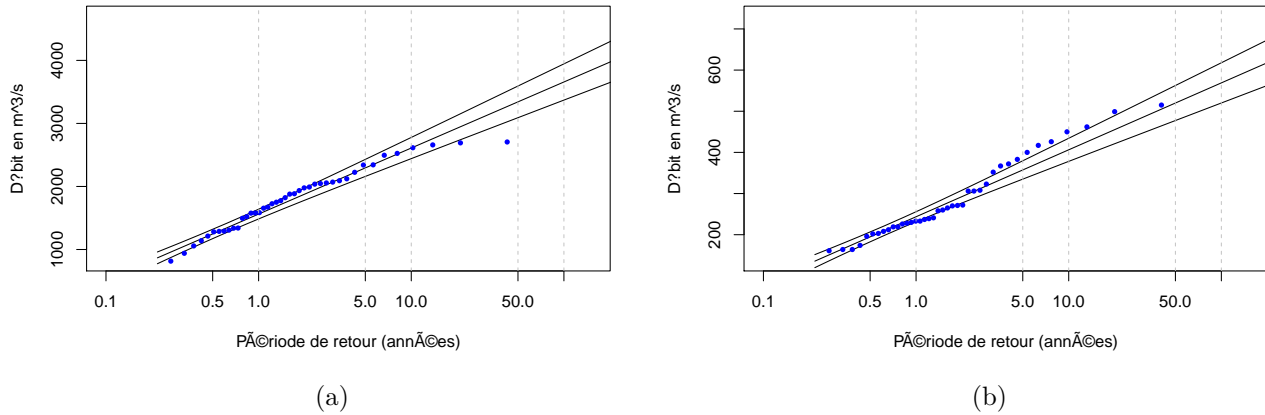 D?bit en m^3/s
1000 2000 3000 4000
0.1 0.5 1.0 5.0 10.0 50.0
PÃ©riode de retour (annÃ©es)
(a)
D?bit en m^3/s
200 400 600
0.1 0.5 1.0 5.0 10.0 50.0
PÃ©riode de retour (annÃ©es)
(b)